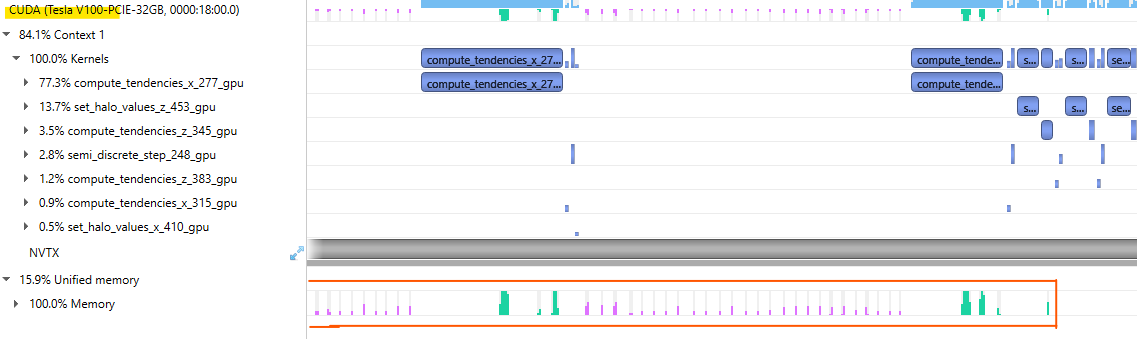 CUDA (Tesla V100-PCIE-32GB, 0000:18:00.0)
84.1% Context 1
100.0% Kernels
compute_tendencies_x_27... compute_tende... s... s... se...
77.3% compute_tendencies_x_277_gpu
compute_tendencies_x_27... compute_tende...
13.7% set_halo_values_z_453_gpu
s... s... se...
3.5% compute_tendencies_z_345_gpu
2.8% semi_discrete_step_248_gpu
1.2% compute_tendencies_z_383_gpu
0.9% compute_tendencies_x_315_gpu
0.5% set_halo_values_x_410_gpu
NVTX
15.9% Unified memory
100.0% Memory